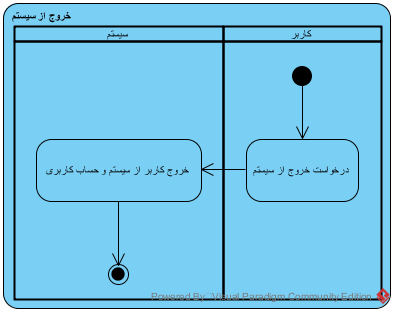 خروج از سیستم
کاربر
سیستم
درخواست خروج از سیستم
خروج کاربر از سیستم و حساب کاربری
Powered By Visual Paradigm Community Edition